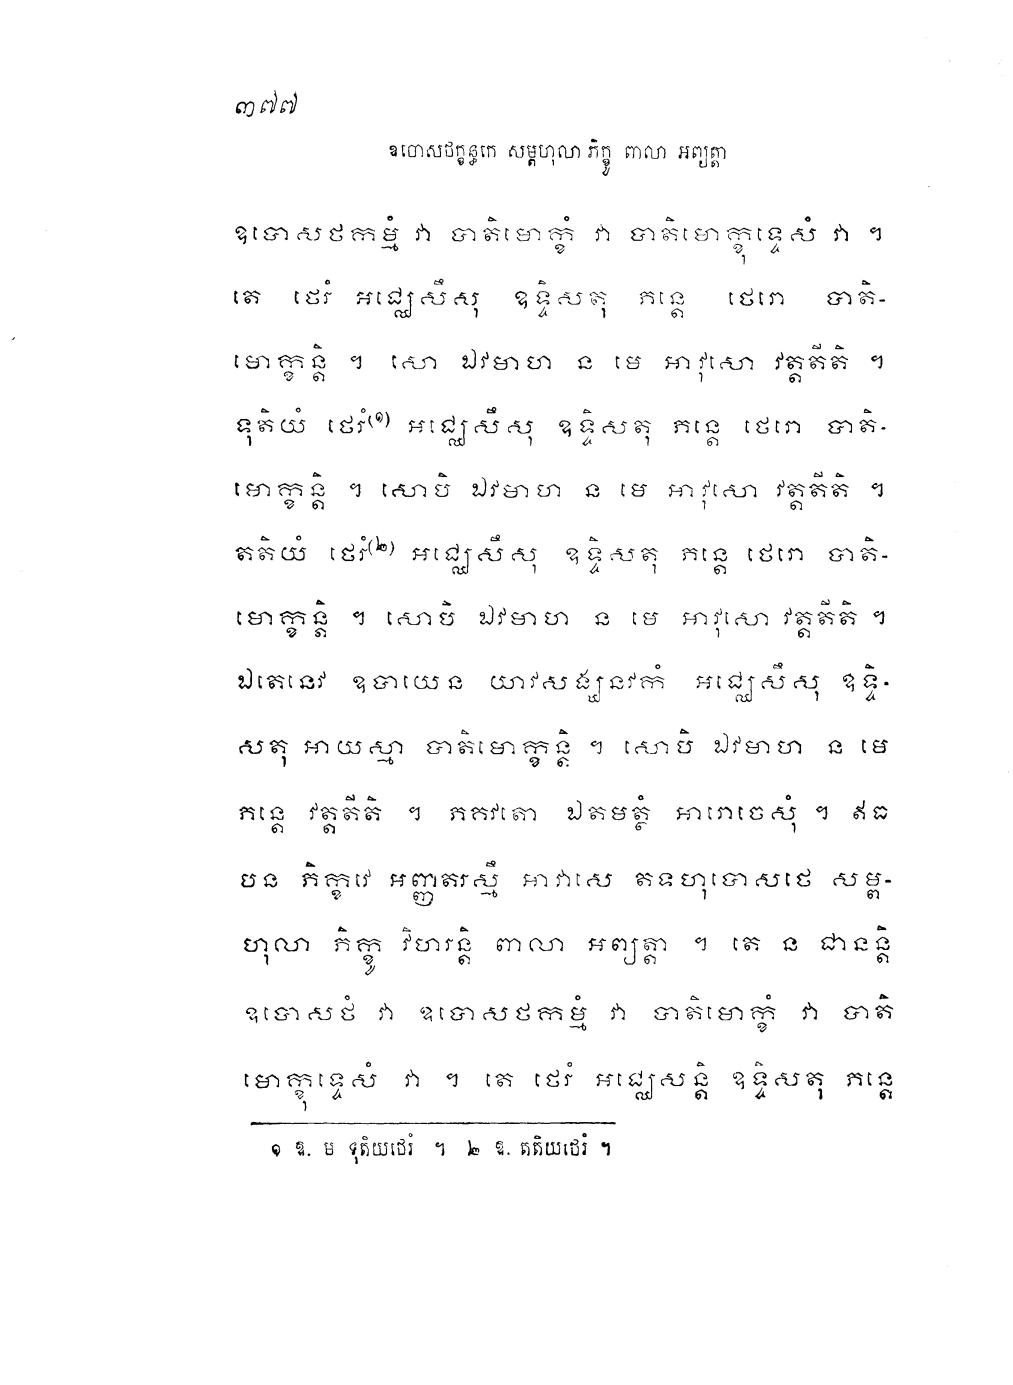 ៣៧៧
ឧបោសថក្ខន្ធកេ សម្ពហុលា ភិក្ខូ ពាលា អព្យត្តា
ឧបោសថកម្មំ វា បាតិមោក្ខំ វា បាតិមោក្ខុទ្ទេសំ វា ។
តេ ថេរំ អជ្ឈេសឹសុ ឧទ្ទិសតុ ភន្តេ ថេរោ បាតិ-
មោក្ខន្តិ ។ សោ ឯវមាហ ន មេ អាវុសោ វត្តតីតិ ។
ទុតិយំ ថេរំ(១) អជ្ឈេសឹសុ ឧទ្ទិសតុ ភន្តេ ថេរោ បាតិ-
មោក្ខន្តិ ។ សោបិ ឯវមាហ ន មេ អាវុសោ វត្តតីតិ ។
តតិយំ ថេរំ(២) អជ្ឈេសឹសុ ឧទ្ទិសតុ ភន្តេ ថេរោ បាតិ-
មោក្ខន្តិ ។ សោបិ ឯវមាហ ន មេ អាវុសោ វត្តតីតិ ។
ឯតេនេវ ឧបាយេន យាវសង្ឃនវកំ អជ្ឈេសឹសុ ឧទ្ទិ-
សតុ អាយស្មា បាតិមោក្ខន្តិ ។ សោបិ ឯវមាហ ន មេ
ភន្តេ វត្តតីតិ ។ ភគវតោ ឯតមត្ថំ អារោចេសុំ ។ ឥធ
បន ភិក្ខវេ អញ្ញតរស្មឹ អាវាសេ តទហុបោសថេ សម្ព-
ហុលា ភិក្ខូ វិហរន្តិ ពាលា អព្យត្តា ។ តេ ន ជានន្តិ
ឧបោសថំ វា ឧបោសថកម្មំ វា បាតិមោក្ខំ វា បាតិ
មោក្ខុទ្ទេសំ វា ។ តេ ថេរំ អជ្ឈេសន្តិ ឧទ្ទិសតុ ភន្តេ
១ ឱ. ម ទុតិយថេរំ ។ ២ ឱ. តតិយថេរំ ។